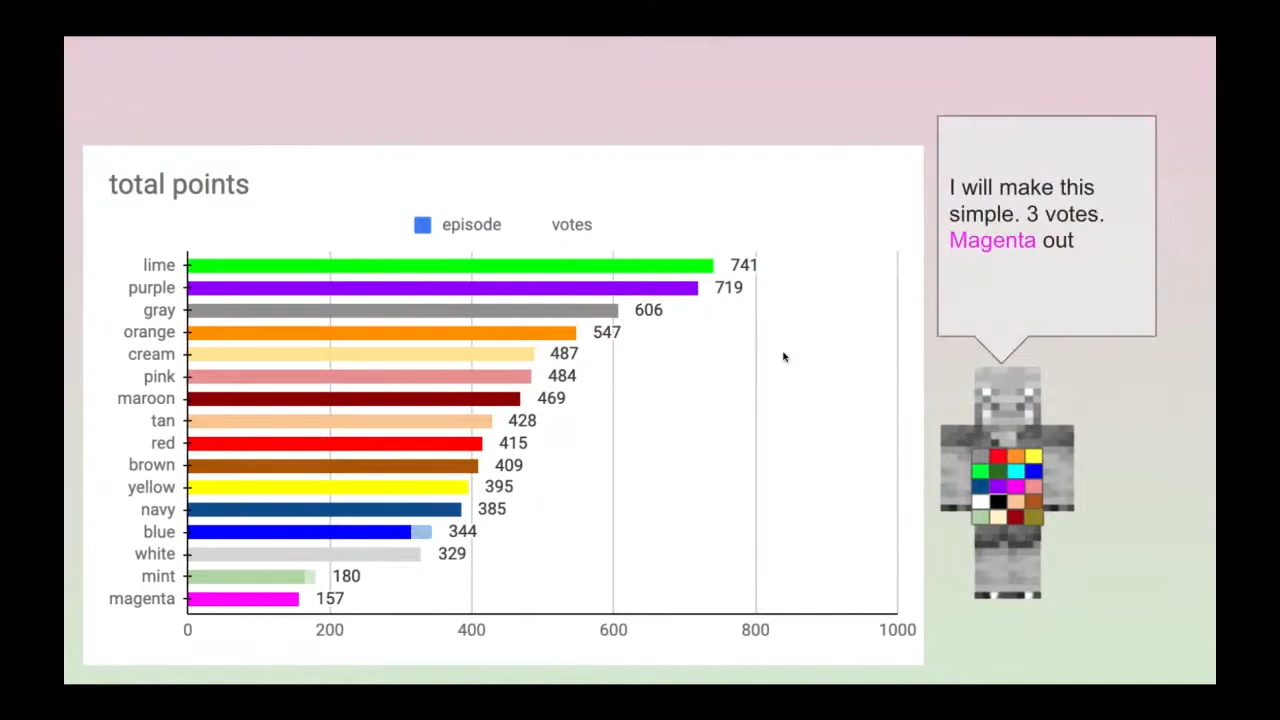 total points
episode votes
lime 741
purple 719
gray 606
orange 547
cream 487
pink 484
maroon 469
tan 428
red 415
brown 409
yellow 395
navy 385
blue 344
white 329
mint 180
magenta 157
0 200 400 600 800 1000
I will make this
simple. 3 votes.
Magenta out